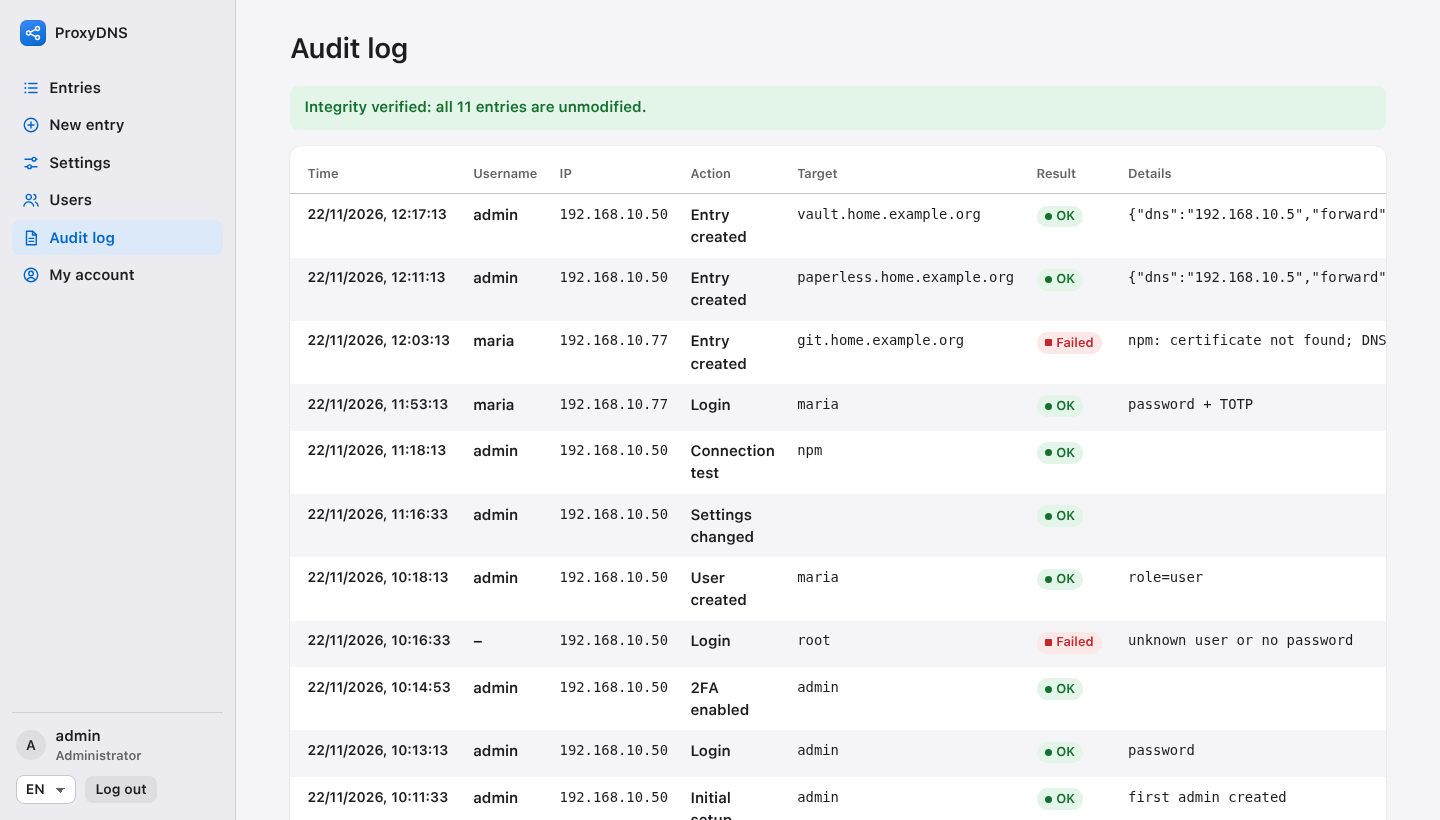 ProxyDNS
Entries
New entry
Settings
Users
Audit log
My account
A
admin
Administrator
EN
Log out
Audit log
Integrity verified: all 11 entries are unmodified.
Time Username IP Action Target Result Details
22/11/2026, 12:17:13 admin 192.168.10.50 Entry created vault.home.example.org OK {"dns":"192.168.10.5","forward"
22/11/2026, 12:11:13 admin 192.168.10.50 Entry created paperless.home.example.org OK {"dns":"192.168.10.5","forward"
22/11/2026, 12:03:13 maria 192.168.10.77 Entry created git.home.example.org Failed npm: certificate not found; DNS
22/11/2026, 11:53:13 maria 192.168.10.77 Login maria OK password + TOTP
22/11/2026, 11:18:13 admin 192.168.10.50 Connection test npm OK
22/11/2026, 11:16:33 admin 192.168.10.50 Settings changed OK
22/11/2026, 10:18:13 admin 192.168.10.50 User created maria OK role=user
22/11/2026, 10:16:33 – 192.168.10.50 Login root Failed unknown user or no password
22/11/2026, 10:14:53 admin 192.168.10.50 2FA enabled admin OK
22/11/2026, 10:13:13 admin 192.168.10.50 Login admin OK password
22/11/2026, 10:11:33 admin 192.168.10.50 Initial setup admin OK first admin created